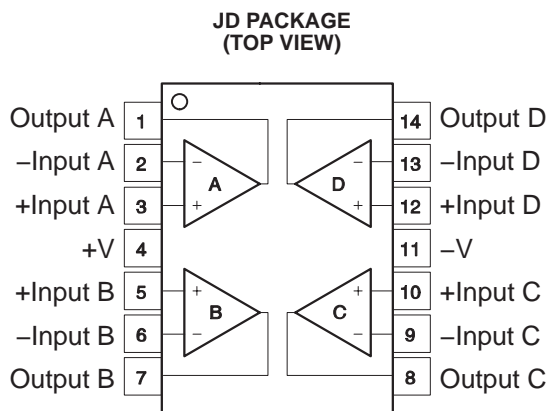 JD PACKAGE
(TOP VIEW)
Output A 1 14 Output D
−Input A 2 − − 13 −Input D
A D
+Input A 3 + + 12 +Input D
+V 4 11 −V
+Input B 5 + + 10 +Input C
B C
−Input B 6 − − 9 −Input C
Output B 7 8 Output C